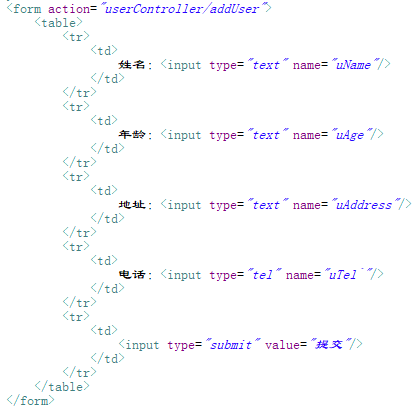 <form action="userController/addUser">
<table>
<tr>
<td>
姓名: <input type="text" name="uName"/>
</td>
</tr>
<tr>
<td>
年龄: <input type="text" name="uAge"/>
</td>
</tr>
<tr>
<td>
地址: <input type="text" name="uAddress"/>
</td>
</tr>
<tr>
<td>
电话: <input type="tel" name="uTel`"/>
</td>
</tr>
<tr>
<td>
<input type="submit" value="提交"/>
</td>
</tr>
</table>
</form>